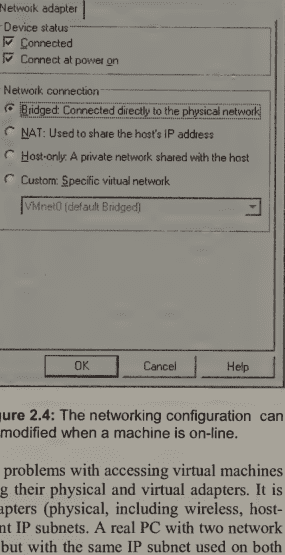 Network adapter
Device status
Connected
Connect at power on
Network connection
Bridged: Connected directly to the physical network
NAT: Used to share the host's IP address
Host-only: A private network shared with the host
Custom: Specific virtual network
VMnet0 (default Bridged)
OK Cancel Help
gure 2.4: The networking configuration can
modified when a machine is on-line.
problems with accessing virtual machines
ng their physical and virtual adapters. It is
apters (physical, including wireless, host-
nt IP subnets. A real PC with two network
but with the same IP subnet used on both